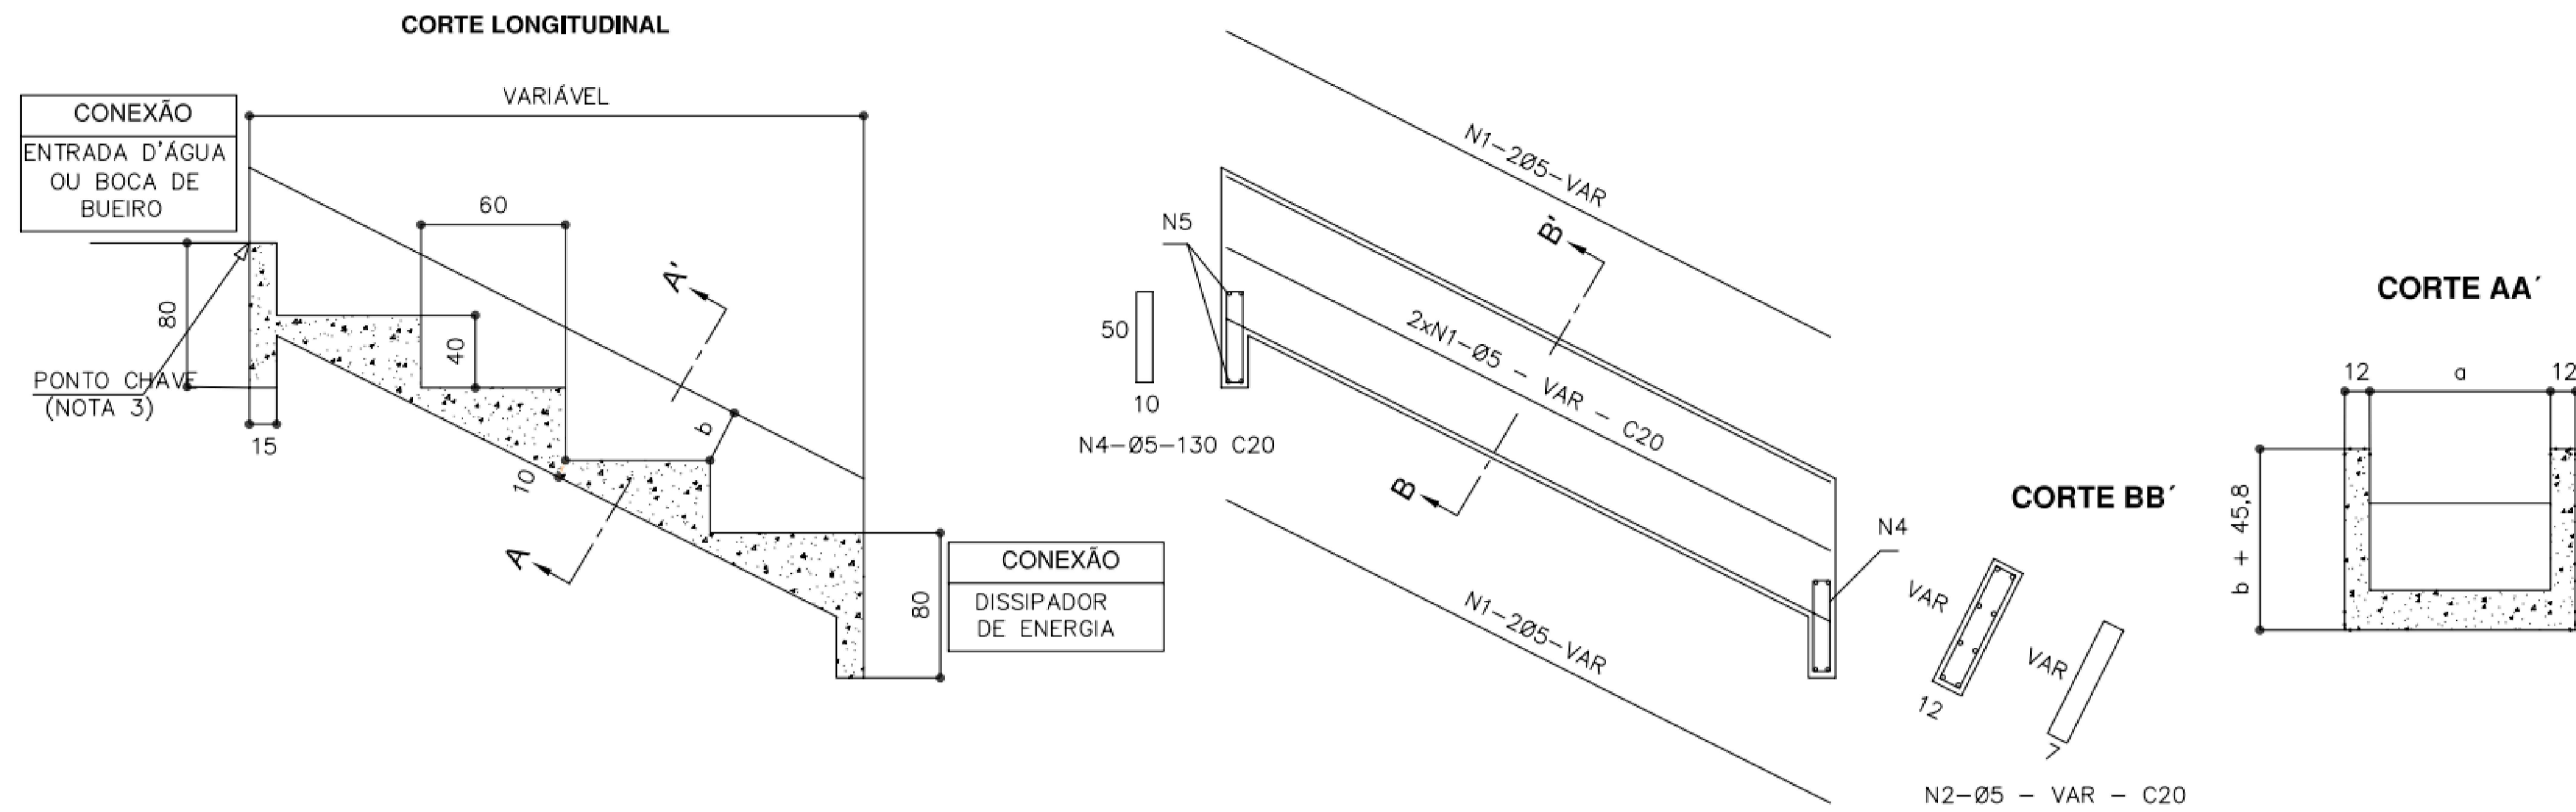 CORTE LONGITUDINAL
CONEXÃO
ENTRADA D'ÁGUA
OU BOCA DE
BUEIRO
VARIÁVEL
60
80
40
PONTO CHAVE
(NOTA 3)
15
10
b
A'
A
80
CONEXÃO
DISSIPADOR
DE ENERGIA
N1-2Ø5-VAR
N5
B'
50
10
N4-Ø5-130 C20
2xN1-Ø5 - VAR - C20
B
N4
N1-2Ø5-VAR
CORTE BB´
VAR
12
VAR
7
N2-Ø5 - VAR - C20
CORTE AA´
12
a
12
b + 45,8